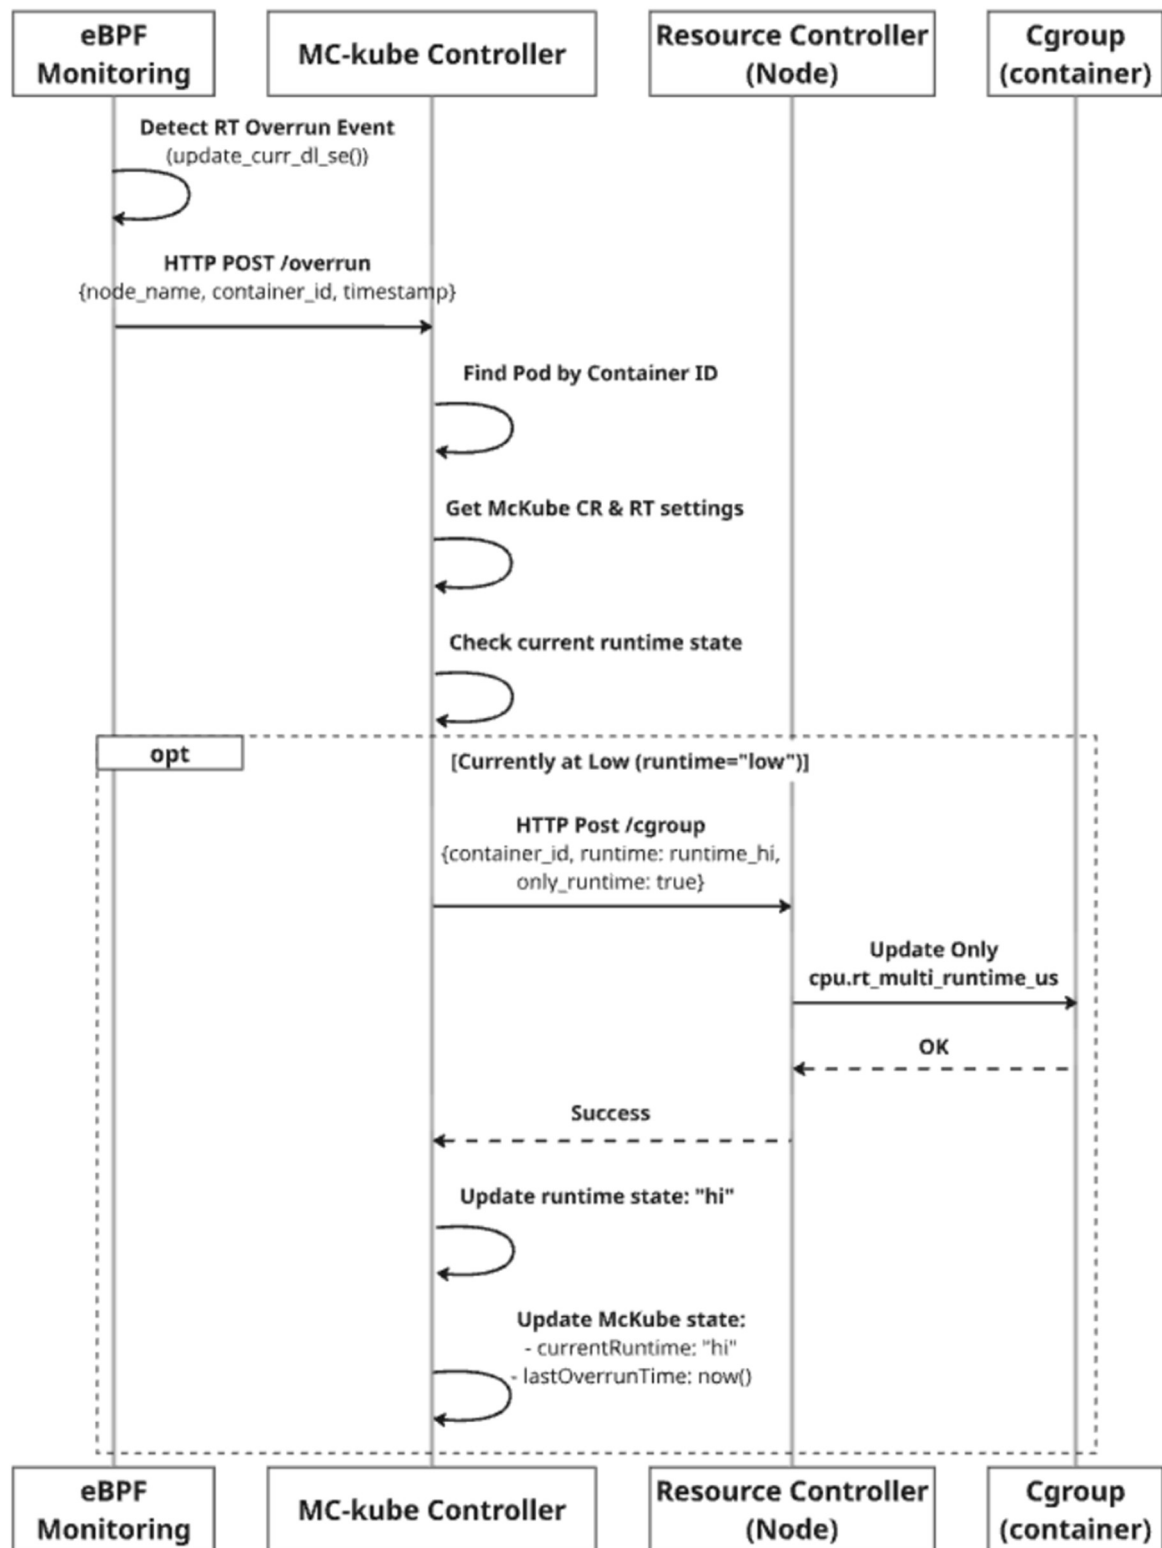 eBPF
Monitoring
MC-kube Controller
Resource Controller
(Node)
Cgroup
(container)
Detect RT Overrun Event
(update_curr_dl_se())
HTTP POST /overrun
{node_name, container_id, timestamp}
Find Pod by Container ID
Get McKube CR & RT settings
Check current runtime state
opt
[Currently at Low (runtime="low")]
HTTP Post /cgroup
{container_id, runtime: runtime_hi,
only_runtime: true}
Update Only
cpu.rt_multi_runtime_us
OK
Success
Update runtime state: "hi"
Update McKube state:
- currentRuntime: "hi"
- lastOverrunTime: now()
eBPF
Monitoring
MC-kube Controller
Resource Controller
(Node)
Cgroup
(container)